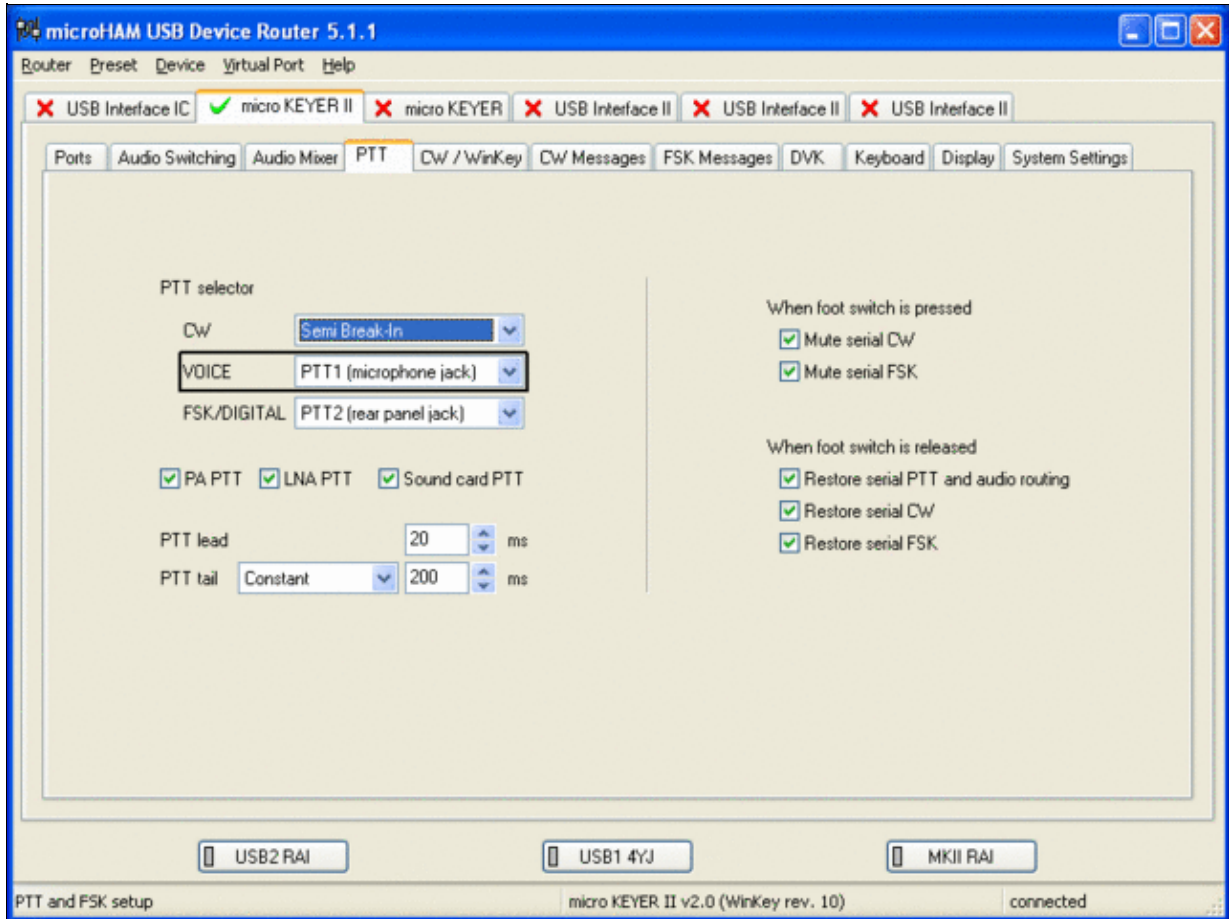 microHAM USB Device Router 5.1.1
Router Preset Device Virtual Port Help
USB Interface IC micro KEYER II micro KEYER USB Interface II USB Interface II USB Interface II
Ports Audio Switching Audio Mixer PTT CW / WinKey CW Messages FSK Messages DVK Keyboard Display System Settings
PTT selector
CW Semi Break-In
VOICE PTT1 (microphone jack)
FSK/DIGITAL PTT2 (rear panel jack)
PA PTT LNA PTT Sound card PTT
PTT lead 20 ms
PTT tail Constant 200 ms
When foot switch is pressed
Mute serial CW
Mute serial FSK
When foot switch is released
Restore serial PTT and audio routing
Restore serial CW
Restore serial FSK
USB2 RAI USB1 4YJ MKII RAI
PTT and FSK setup micro KEYER II v2.0 (WinKey rev. 10) connected